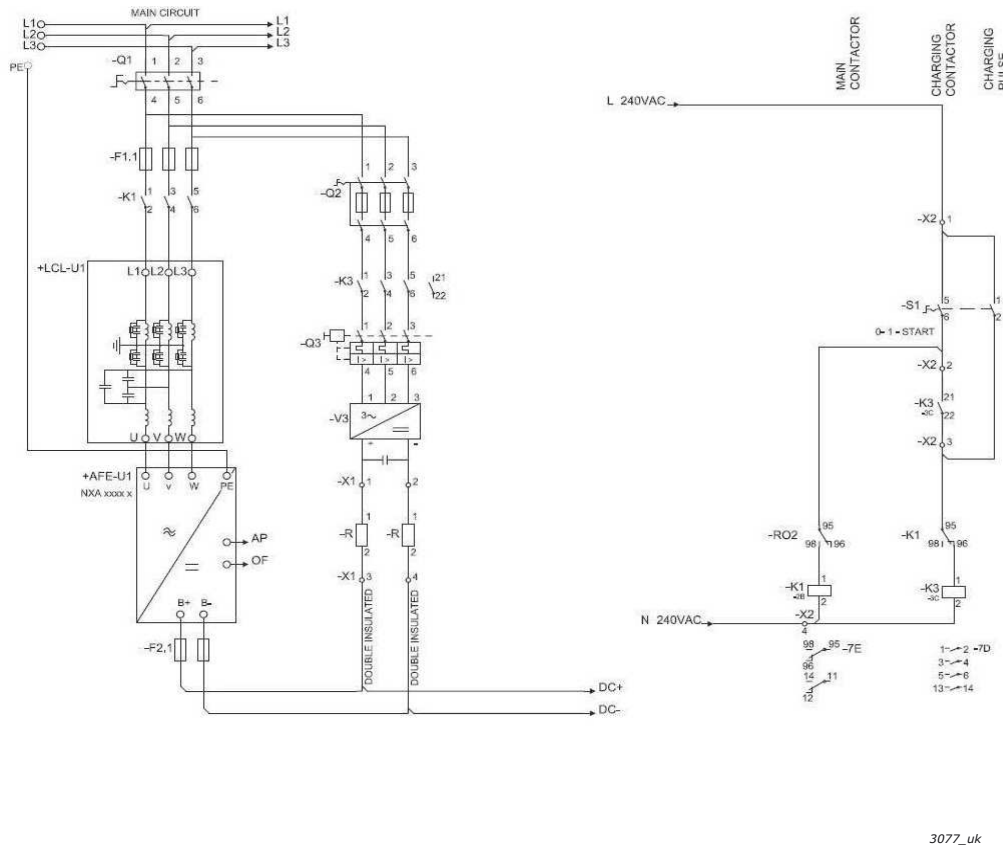 MAIN CIRCUIT
L1
L2
L3
L1
L2
L3
PE
-Q1
1 2 3
4 5 6
-F1.1
-K1
1 3 5
2 4 6
+LCL-U1
L1 L2 L3
U V W
+AFE-U1
NXA xxxx x
U v W PE
AP
OF
B+ B-
-F2.1
-Q2
1 2 3
4 5 6
-K3
1 3 5 21
2 4 6 22
-Q3
1 2 3
I> I> I>
4 5 6
1 2 3
-V3
3~
+ -
-X1 1 2
1 1
-R -R
2 2
-X1 3 4
DOUBLE INSULATED
DOUBLE INSULATED
DC+
DC-
MAIN
CONTACTOR
CHARGING
CONTACTOR
CHARGING
PULSE
L 240VAC
-X2 1
-S1 5 1
6 2
0- 1 - START
-X2 2
-K3 21
-2C 22
-X2 3
-RO2 95
98 96
-K1 95
98 96
-K1 1
-2B 2
-K3 1
2
N 240VAC
-X2
4
98 95 -7E
96
14 11
12
1 2 -7D
3 4
5 6
13 14
3077_uk